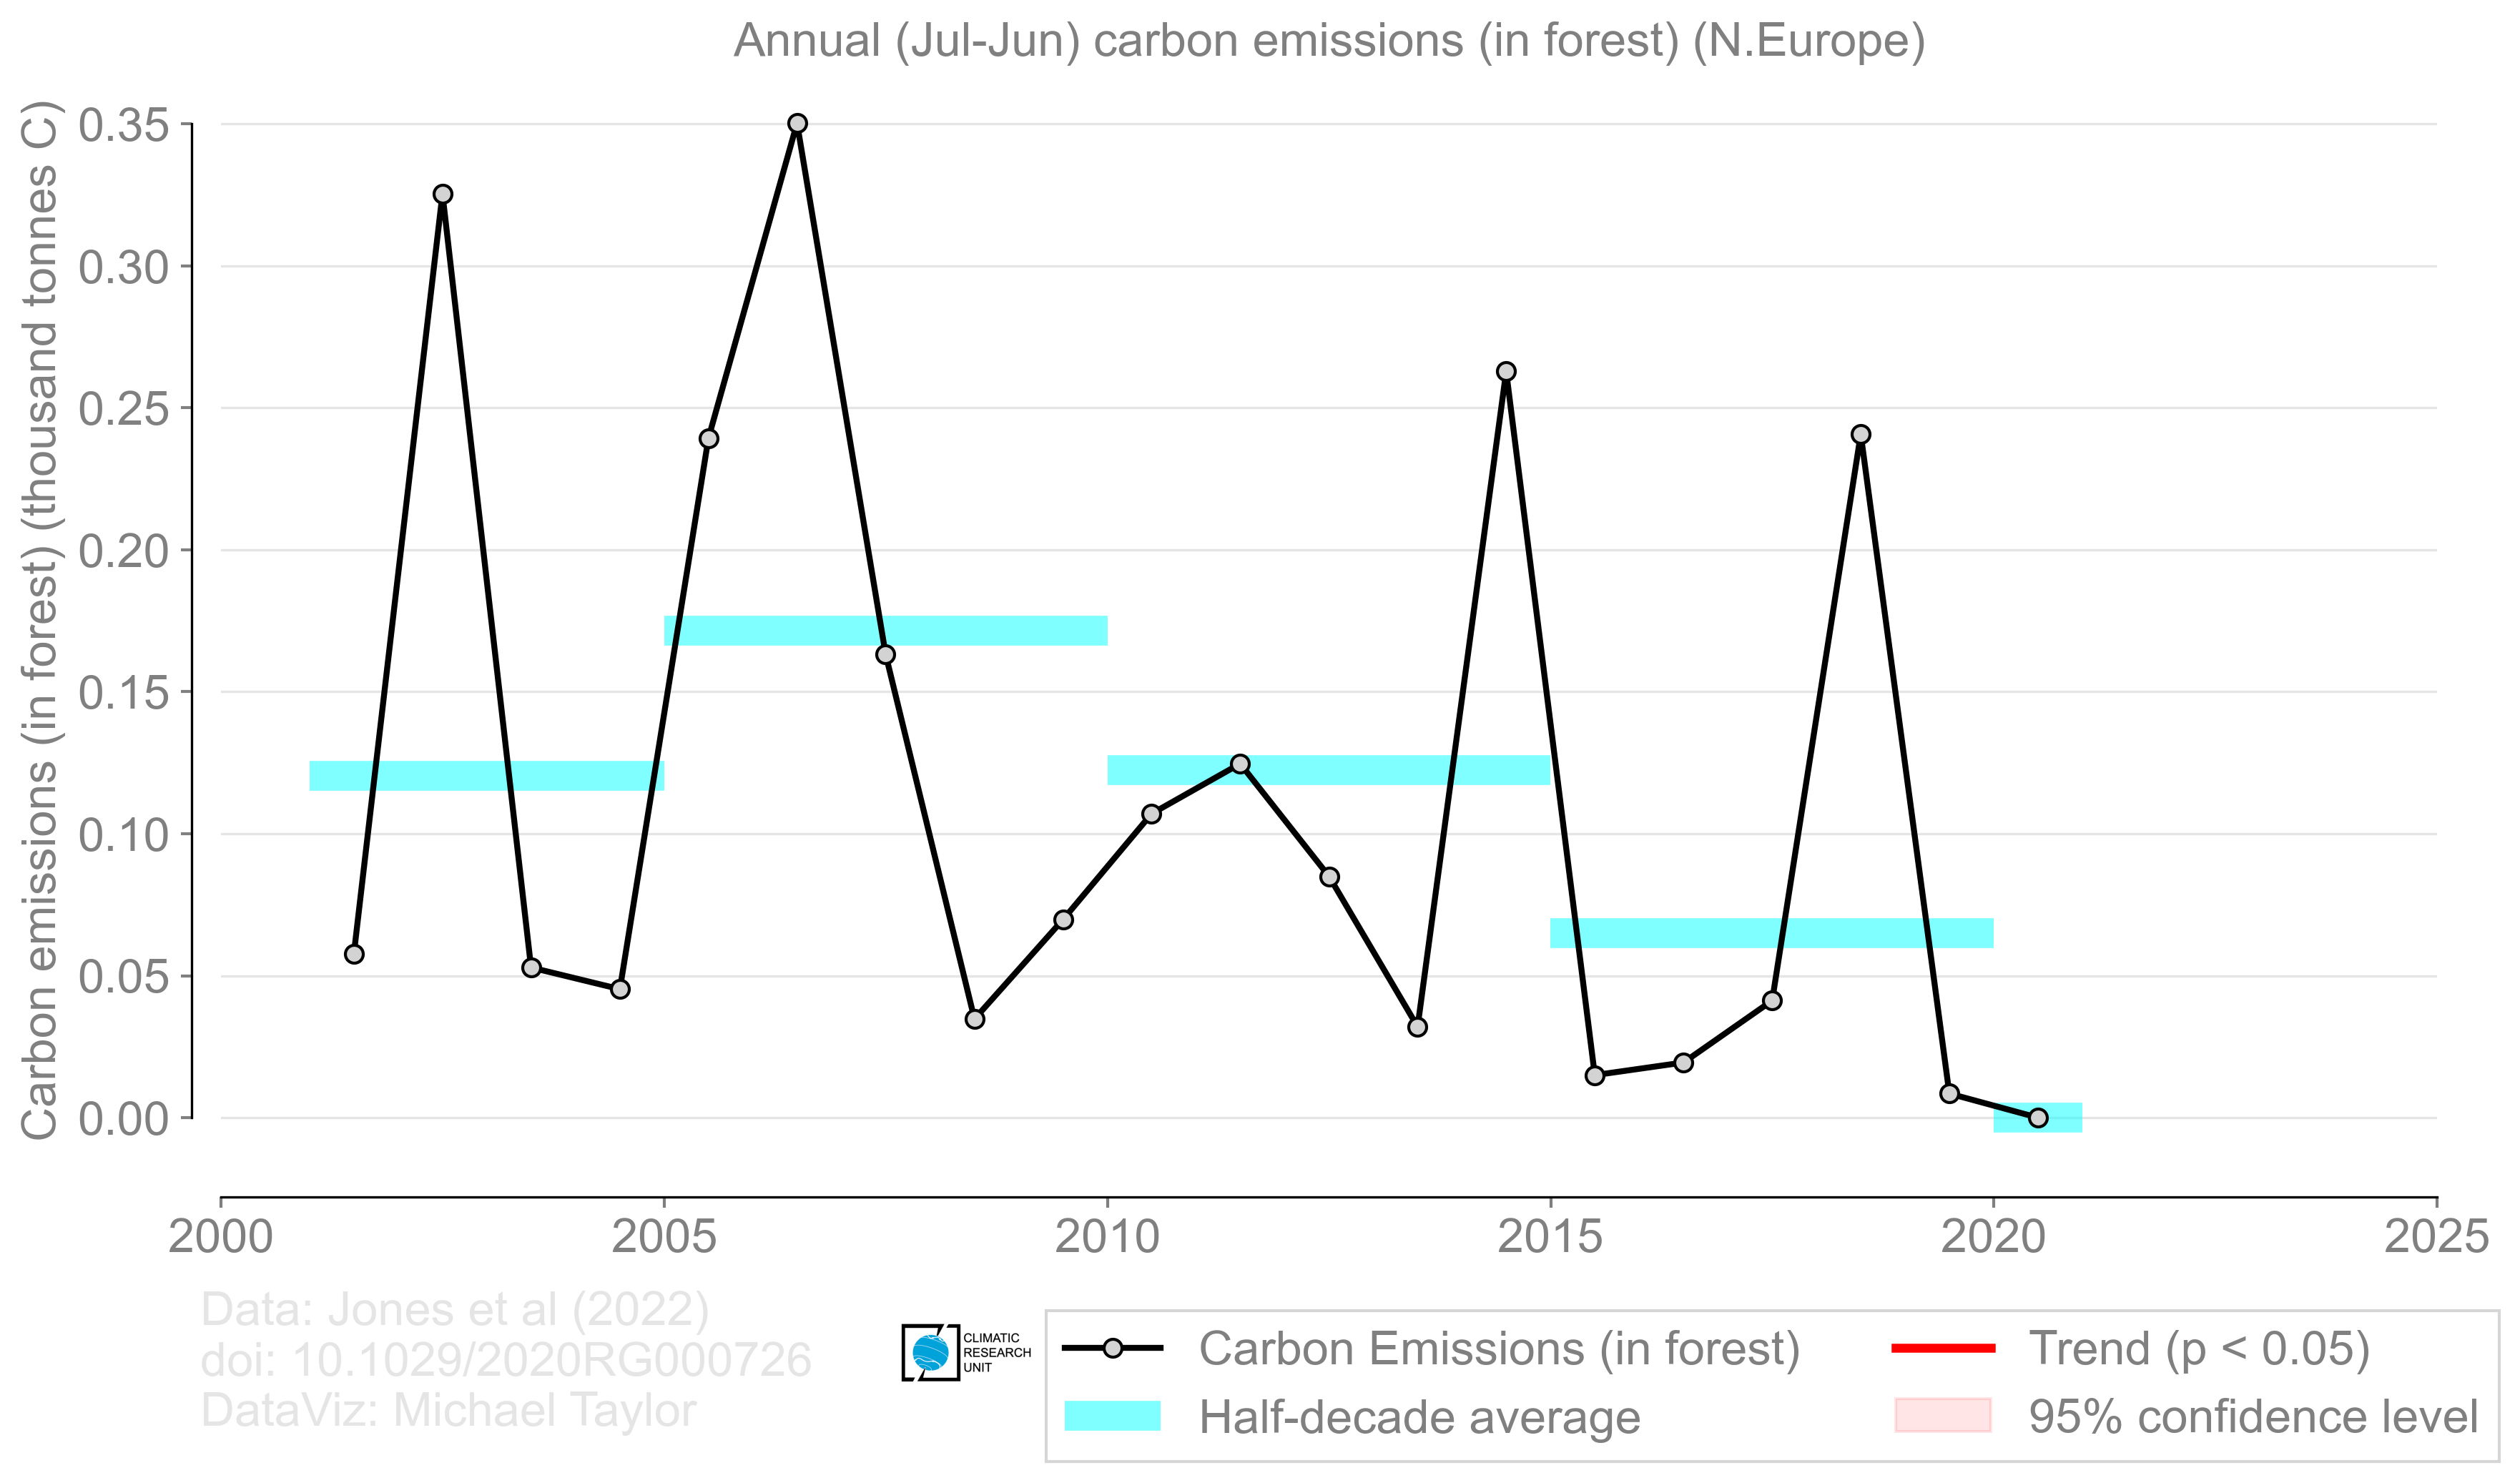 Annual (Jul-Jun) carbon emissions (in forest) (N.Europe)
Carbon emissions (in forest) (thousand tonnes C)
0.35
0.30
0.25
0.20
0.15
0.10
0.05
0.00
2000 2005 2010 2015 2020 2025
Data: Jones et al (2022)
doi: 10.1029/2020RG000726
DataViz: Michael Taylor
CLIMATIC
RESEARCH
UNIT
Carbon Emissions (in forest)
Half-decade average
Trend (p < 0.05)
95% confidence level